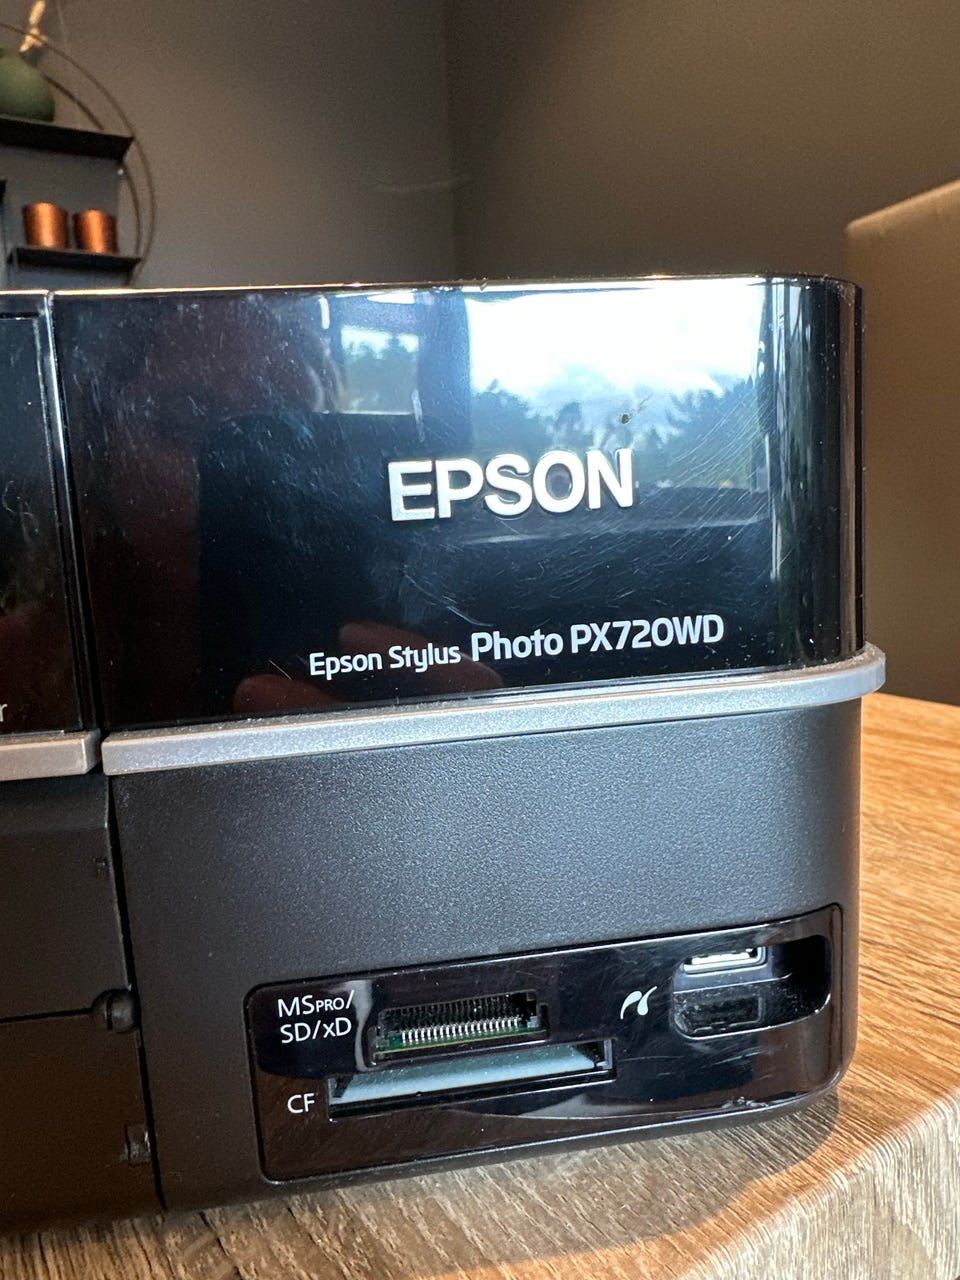 EPSON
Epson Stylus Photo PX720WD
MSPRO/
SD/xD
CF